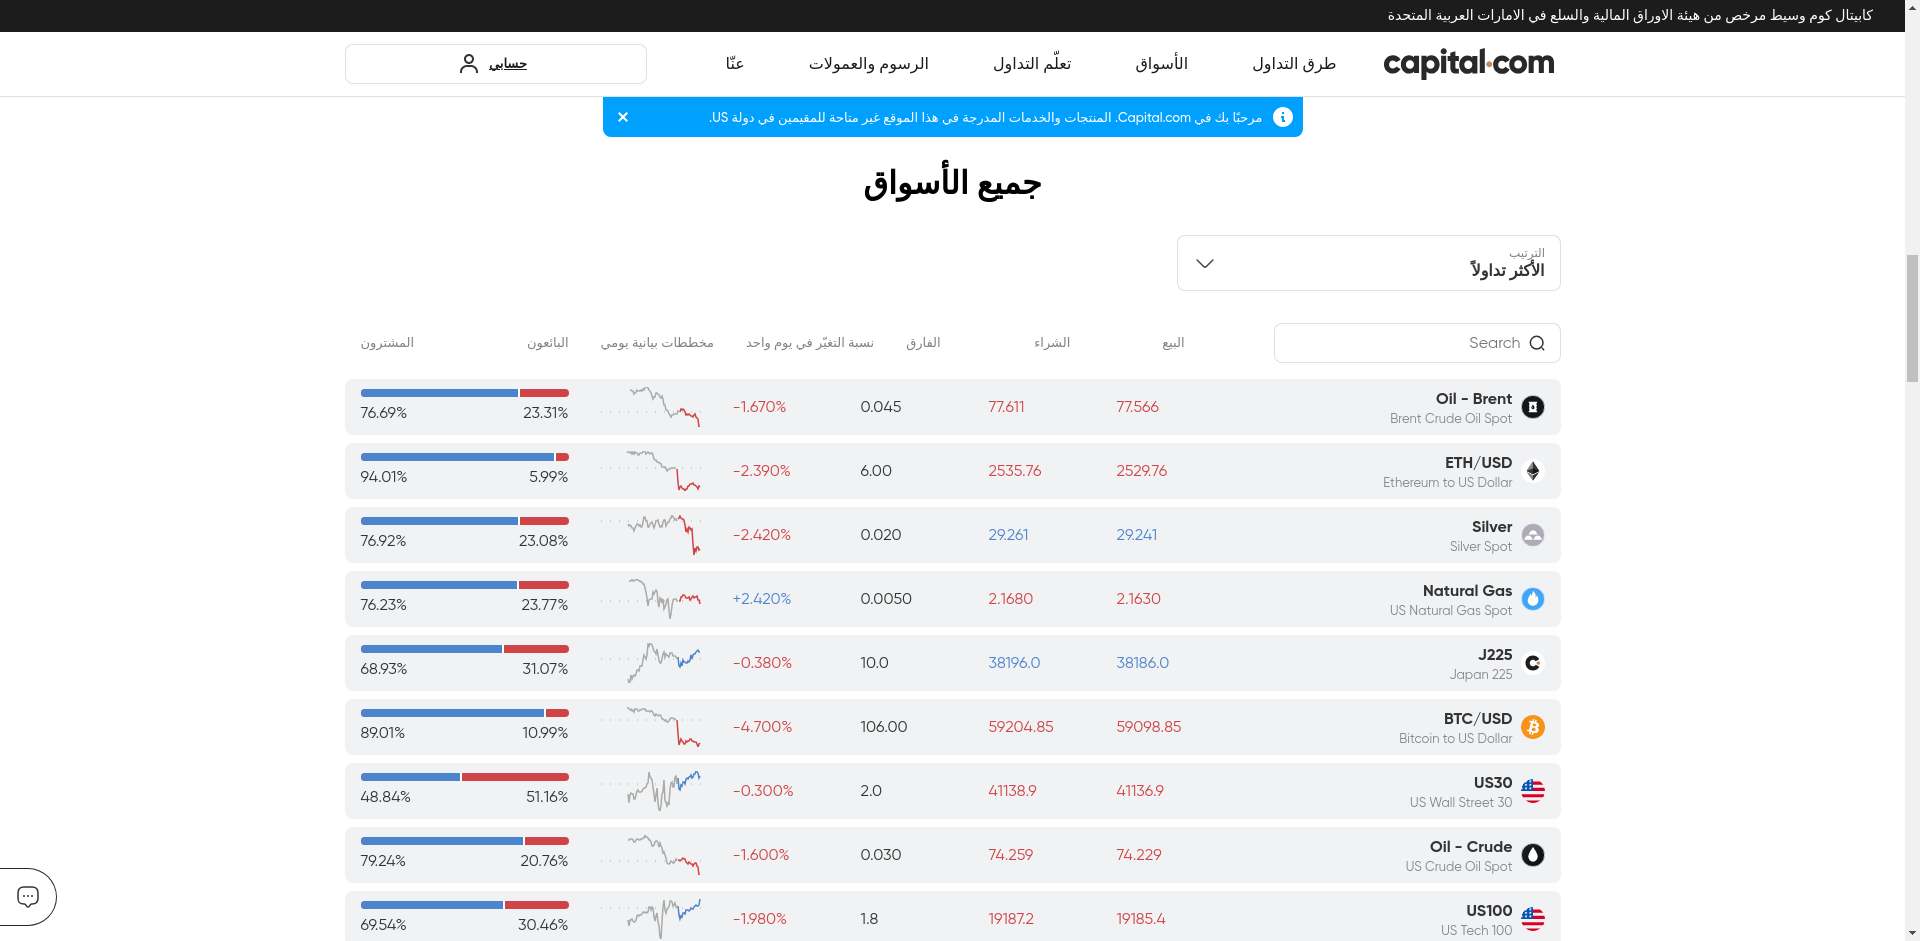 كابيتال كوم وسيط مرخص من هيئة الاوراق المالية والسلع في الامارات العربية المتحدة
capital.com
طرق التداول
الأسواق
تعلّم التداول
الرسوم والعمولات
عنّا
حسابي
مرحبًا بك في Capital.com. المنتجات والخدمات المدرجة في هذا الموقع غير متاحة للمقيمين في دولة US.
جميع الأسواق
الترتيب
الأكثر تداولاً
Search
البيع
الشراء
الفارق
نسبة التغيّر في يوم واحد
مخططات بيانية يومي
البائعون
المشترون
Oil - Brent
Brent Crude Oil Spot
77.566
77.611
0.045
-1.670%
23.31%
76.69%
ETH/USD
Ethereum to US Dollar
2529.76
2535.76
6.00
-2.390%
5.99%
94.01%
Silver
Silver Spot
29.241
29.261
0.020
-2.420%
23.08%
76.92%
Natural Gas
US Natural Gas Spot
2.1630
2.1680
0.0050
+2.420%
23.77%
76.23%
J225
Japan 225
38186.0
38196.0
10.0
-0.380%
31.07%
68.93%
BTC/USD
Bitcoin to US Dollar
59098.85
59204.85
106.00
-4.700%
10.99%
89.01%
US30
US Wall Street 30
41136.9
41138.9
2.0
-0.300%
51.16%
48.84%
Oil - Crude
US Crude Oil Spot
74.229
74.259
0.030
-1.600%
20.76%
79.24%
US100
US Tech 100
19185.4
19187.2
1.8
-1.980%
30.46%
69.54%